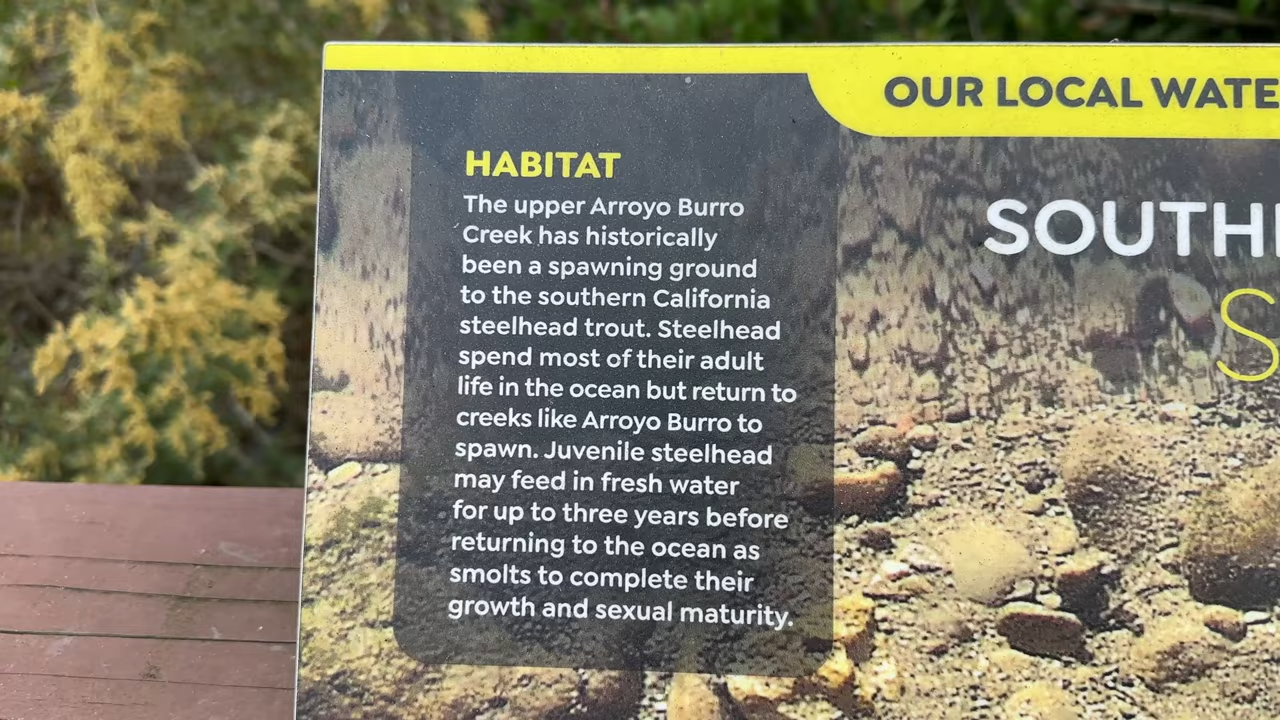 OUR LOCAL WATE
HABITAT
The upper Arroyo Burro
Creek has historically
been a spawning ground
to the southern California
steelhead trout. Steelhead
spend most of their adult
life in the ocean but return to
creeks like Arroyo Burro to
spawn. Juvenile steelhead
may feed in fresh water
for up to three years before
returning to the ocean as
smolts to complete their
growth and sexual maturity.
SOUTH
S